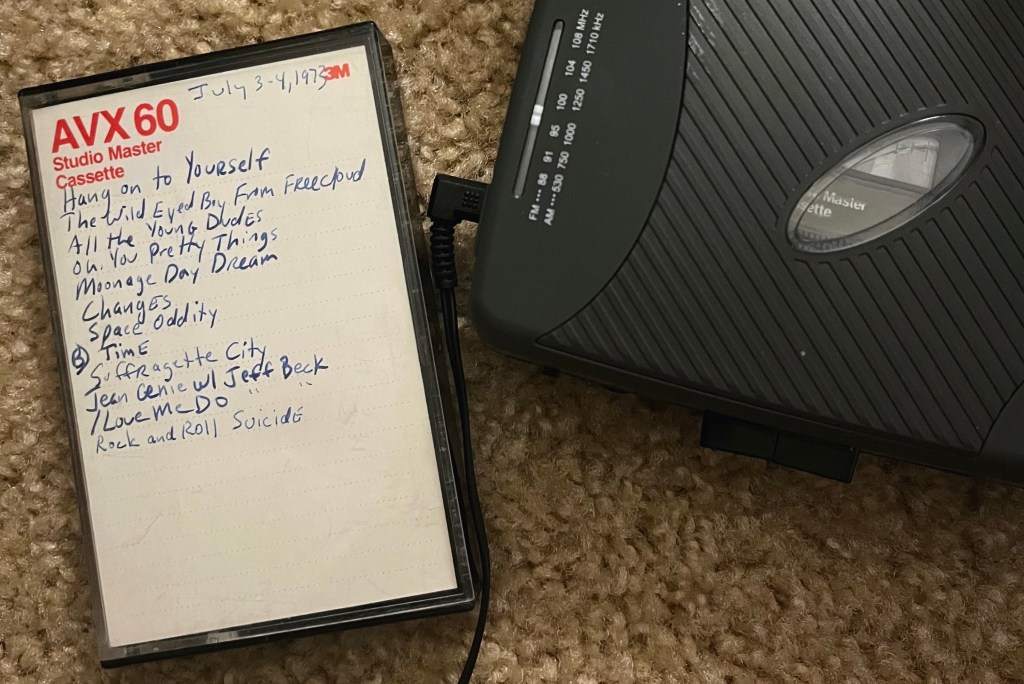 July 3-4, 1973
3M
AVX 60
Studio Master
Cassette
Hang on to Yourself
The Wild Eyed Boy From Freecloud
All the Young Dudes
Oh. You Pretty Things
Moonage Day Dream
Changes
Space Oddity
B) Time
Suffragette City
Jean Genie w/ Jeff Beck
/Love Me Do " "
Rock and Roll Suicide
FM ••• 88 91 95 100 104 108 MHz
AM ••• 530 750 1000 1250 1450 1710 kHz
Master
ette